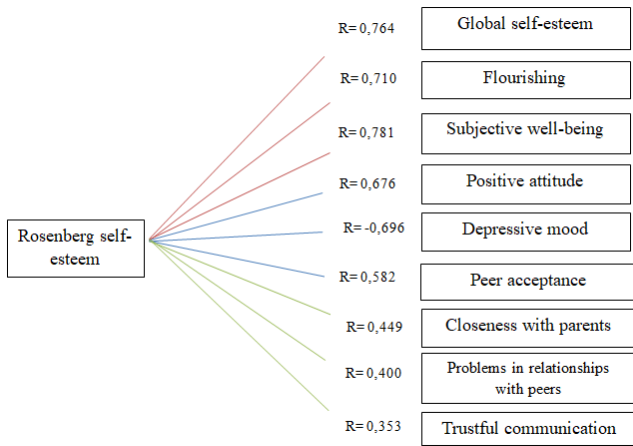 R= 0,764
Global self-esteem
R= 0,710
Flourishing
R= 0,781
Subjective well-being
R= 0,676
Positive attitude
R= -0,696
Depressive mood
Rosenberg self-
esteem
R= 0,582
Peer acceptance
R= 0,449
Closeness with parents
R= 0,400
Problems in relationships
with peers
R= 0,353
Trustful communication